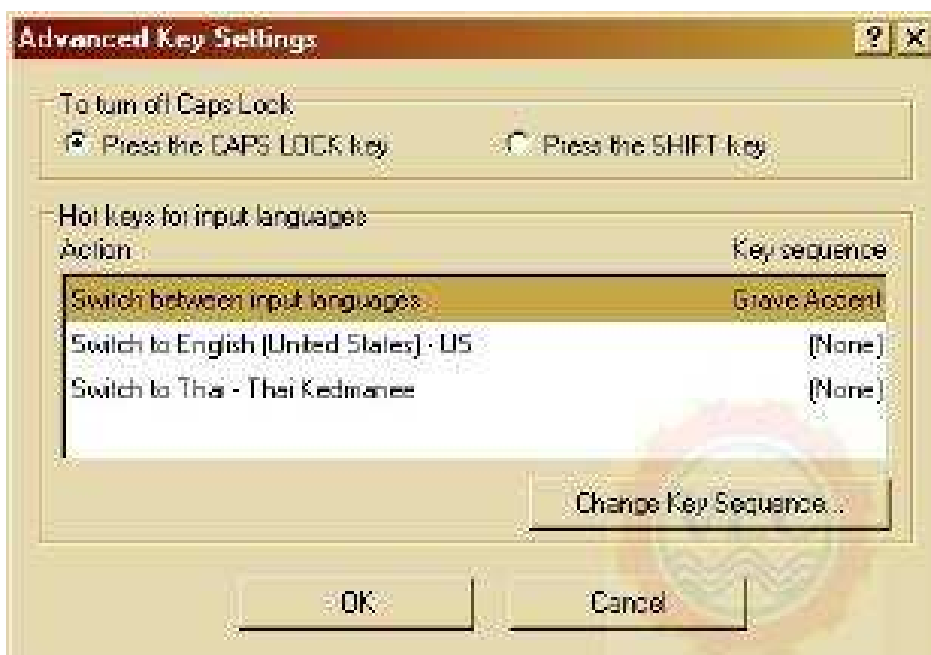 Advanced Key Settings
To turn off Caps Lock
Press the CAPS LOCK key Press the SHIFT key
Hot keys for input languages
Action Key sequence
Switch between input languages Grave Accent
Switch to English (United States) - US (None)
Switch to Thai - Thai Kedmanee (None)
Change Key Sequence...
OK Cancel